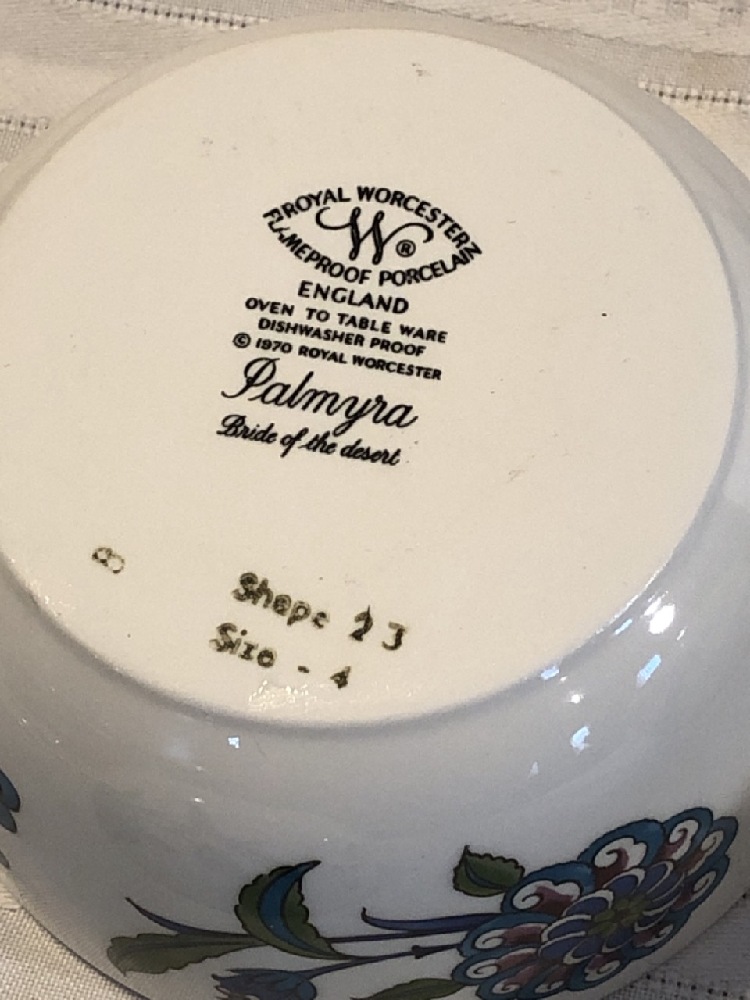 ROYAL WORCESTER
W®
FLAMEPROOF PORCELAIN
ENGLAND
OVEN TO TABLE WARE
DISHWASHER PROOF
© 1970 ROYAL WORCESTER
Palmyra
Bride of the desert
8
Shape 23
Size - 4